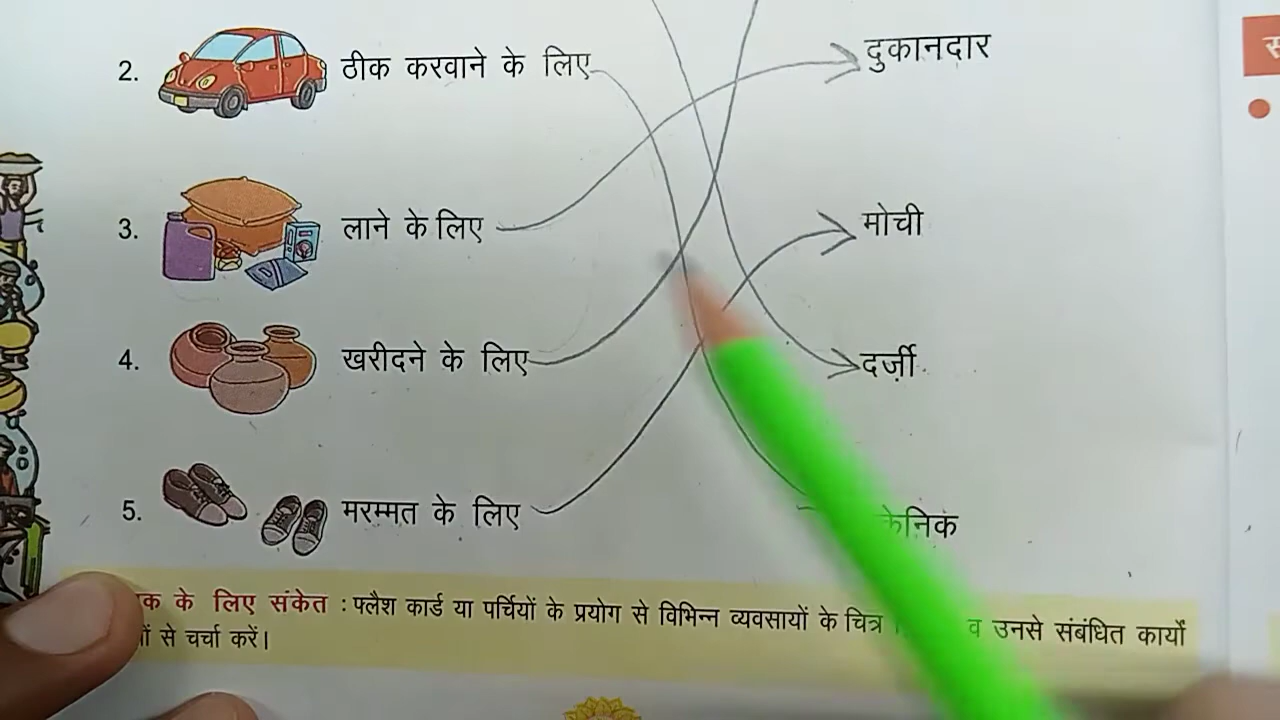 2. ठीक करवाने के लिए
दुकानदार
3. लाने के लिए
मोची
4. खरीदने के लिए
दर्ज़ी
5. मरम्मत के लिए
के लिए संकेत : फ्लैश कार्ड या पर्चियों के प्रयोग से विभिन्न व्यवसायों के चित्र व उनसे संबंधित कार्यों
से चर्चा करें।